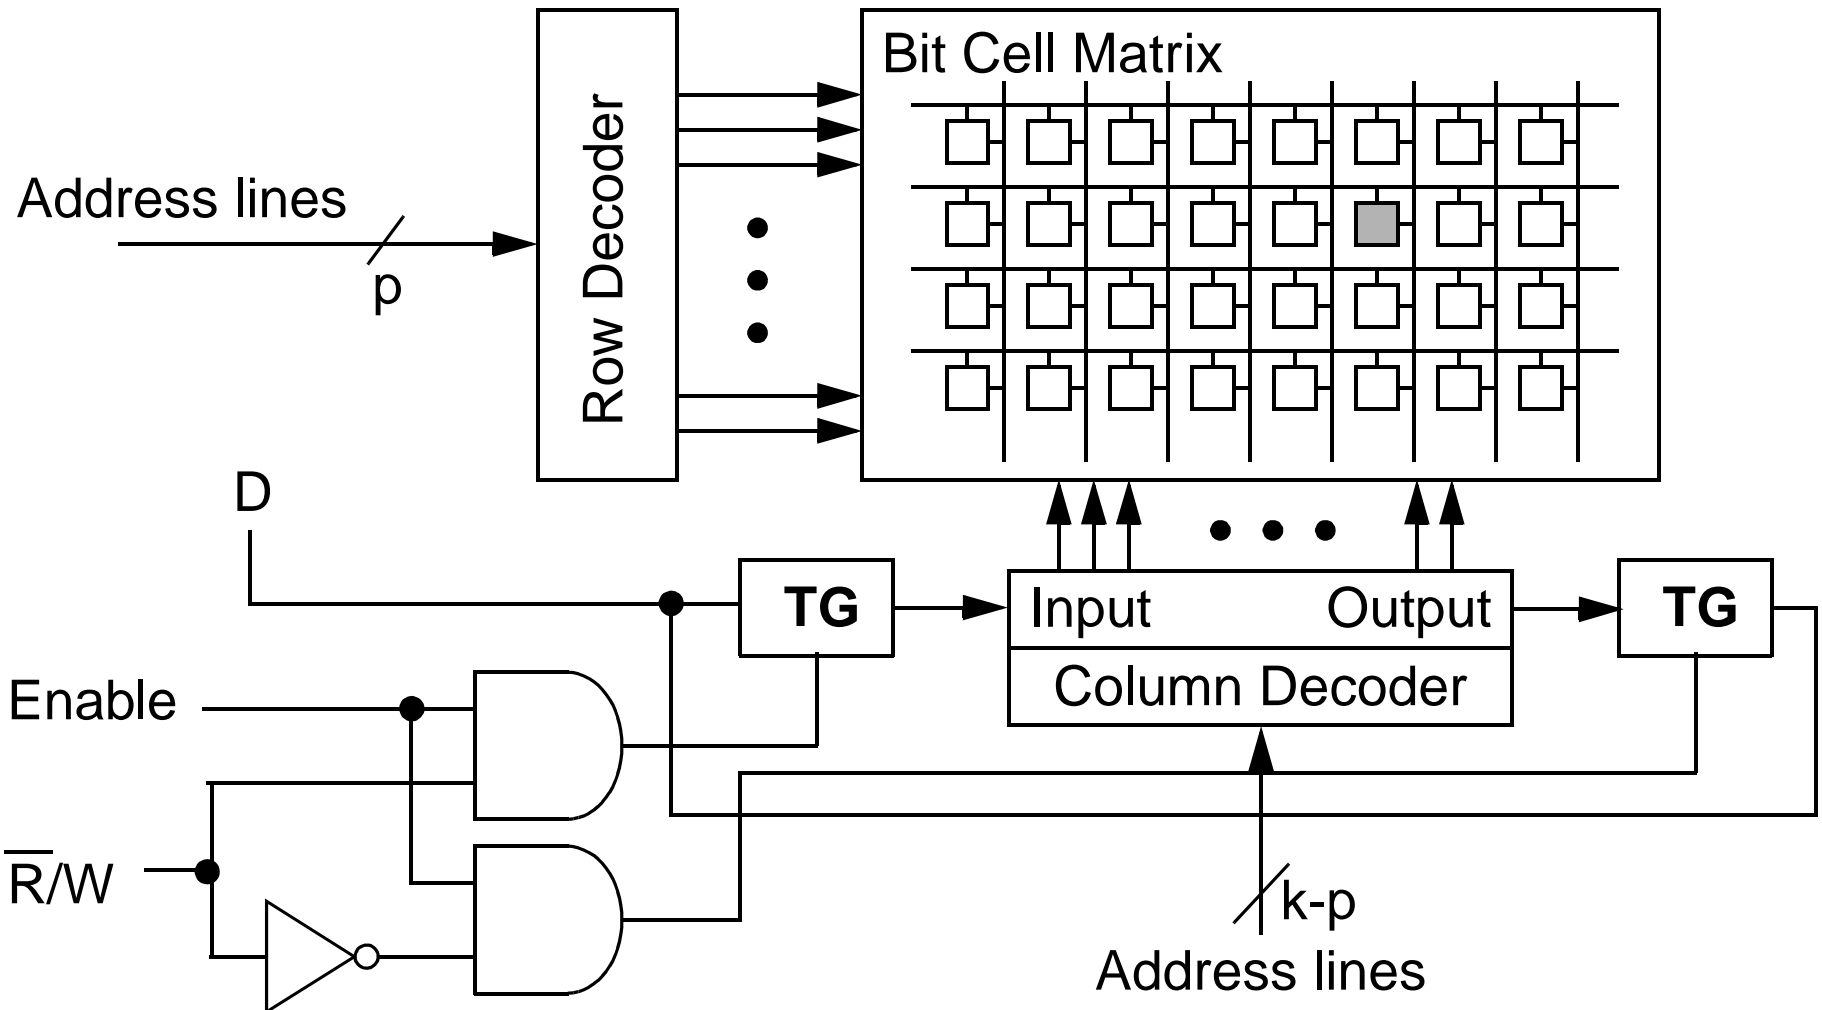 Bit Cell Matrix
Row Decoder
Address lines
p
D
TG
Input
Output
TG
Column Decoder
Enable
R̅/W
k-p
Address lines